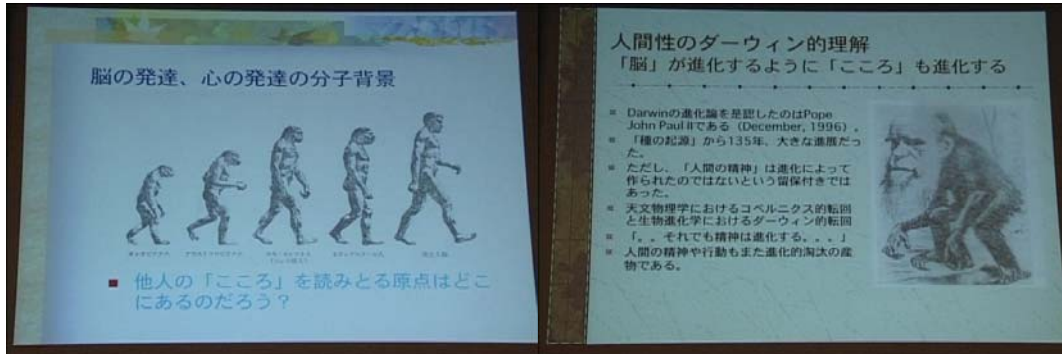 脳の発達、心の発達の分子背景
他人の「こころ」を読みとる原点はどこ
にあるのだろう？
人間性のダーウィン的理解
「脳」が進化するように「こころ」も進化する
Darwinの進化論を是認したのはPope
John Paul IIである（December, 1996）。
「種の起源」から135年、大きな進展だっ
た。
ただし、「人間の精神」は進化によって
作られたのではないという留保付きでは
あった。
天文物理学におけるコペルニクス的転回
と生物進化学におけるダーウィン的転回
「。。それでも精神は進化する。。。」
人間の精神や行動もまた進化的淘汰の産
物である。